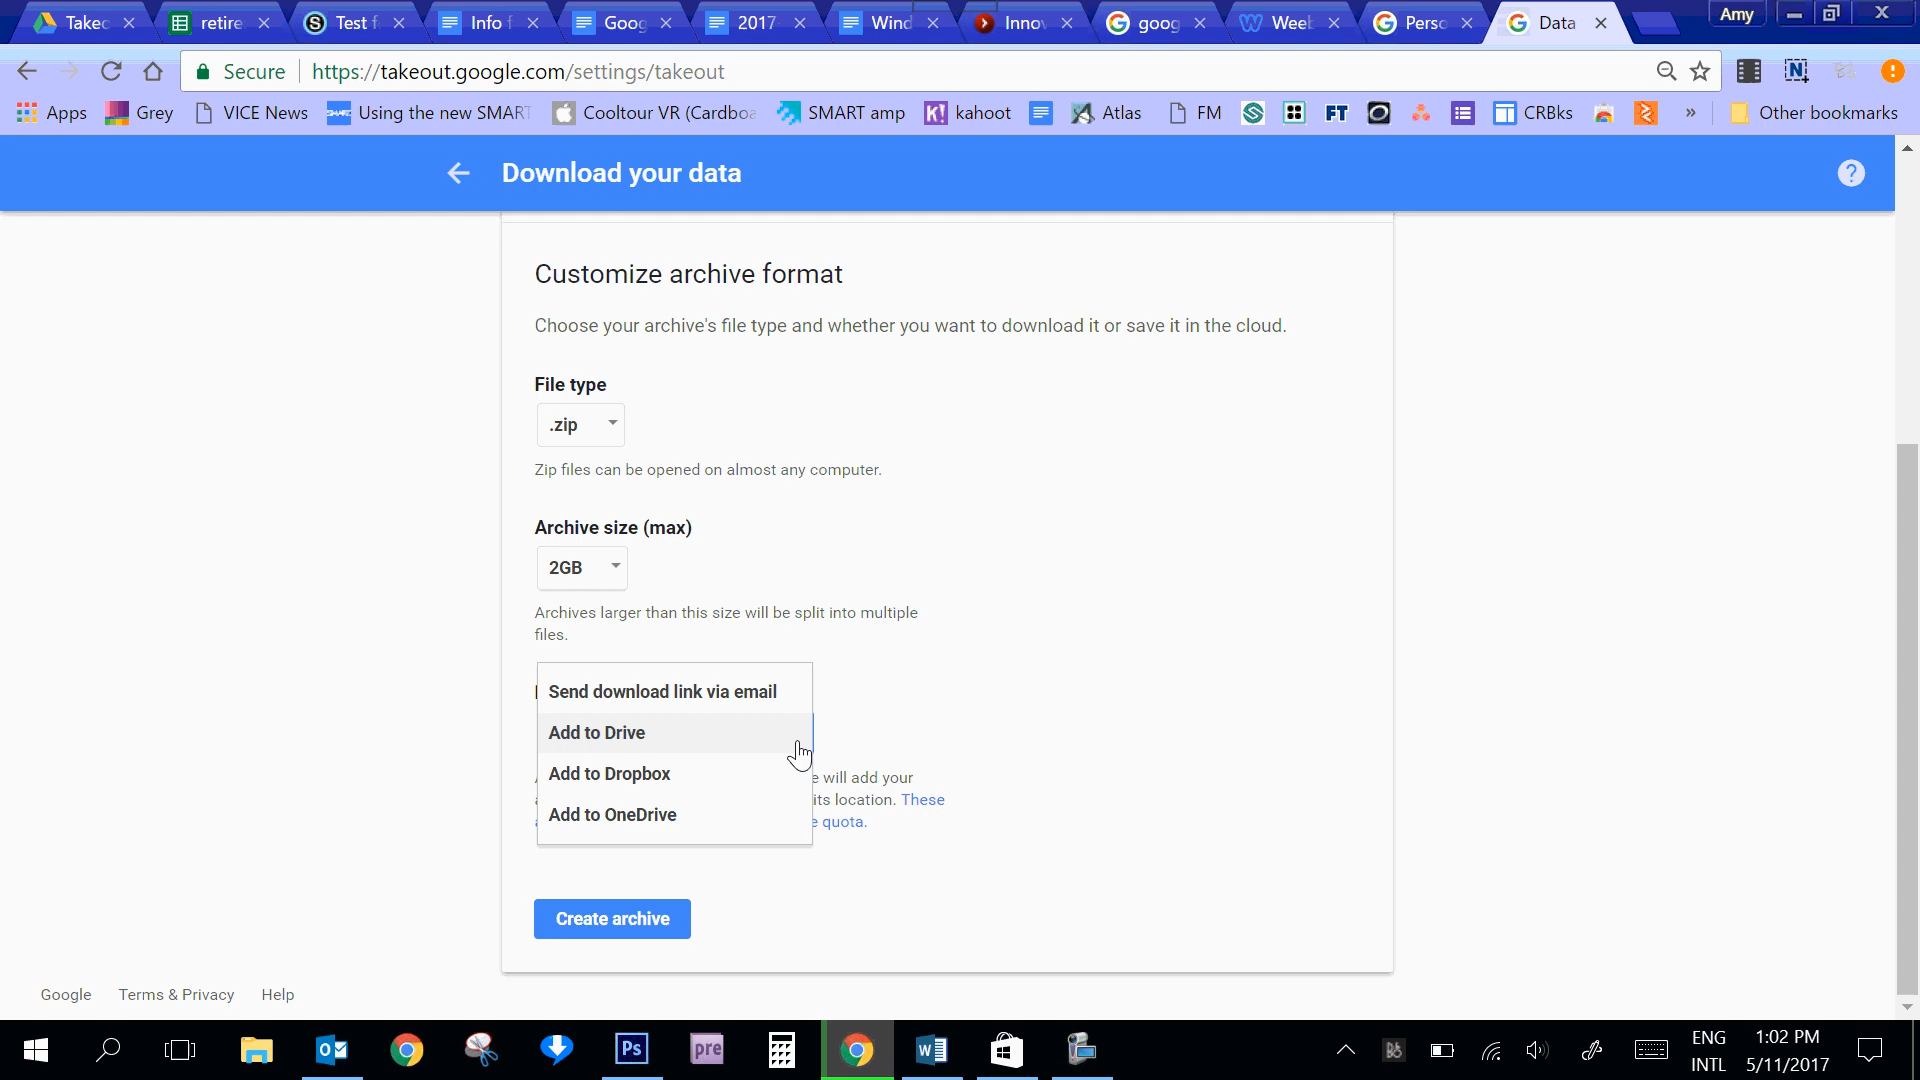 Takec
retire
Test f
Info f
Goog
2017-
Wind
Innov
goog
Weeb
Perso
Data
Amy
Secure
https://takeout.google.com/settings/takeout
Apps
Grey
VICE News
Using the new SMART
Cooltour VR (Cardboa
SMART amp
kahoot
Atlas
FM
FT
CRBks
»
Other bookmarks
Download your data
?
Customize archive format
Choose your archive's file type and whether you want to download it or save it in the cloud.
File type
.zip
Zip files can be opened on almost any computer.
Archive size (max)
2GB
Archives larger than this size will be split into multiple
files.
Send download link via email
Add to Drive
Add to Dropbox
Add to OneDrive
e will add your
its location. These
e quota.
Create archive
Google
Terms & Privacy
Help
Ps
pre
ENG
INTL
1:02 PM
5/11/2017